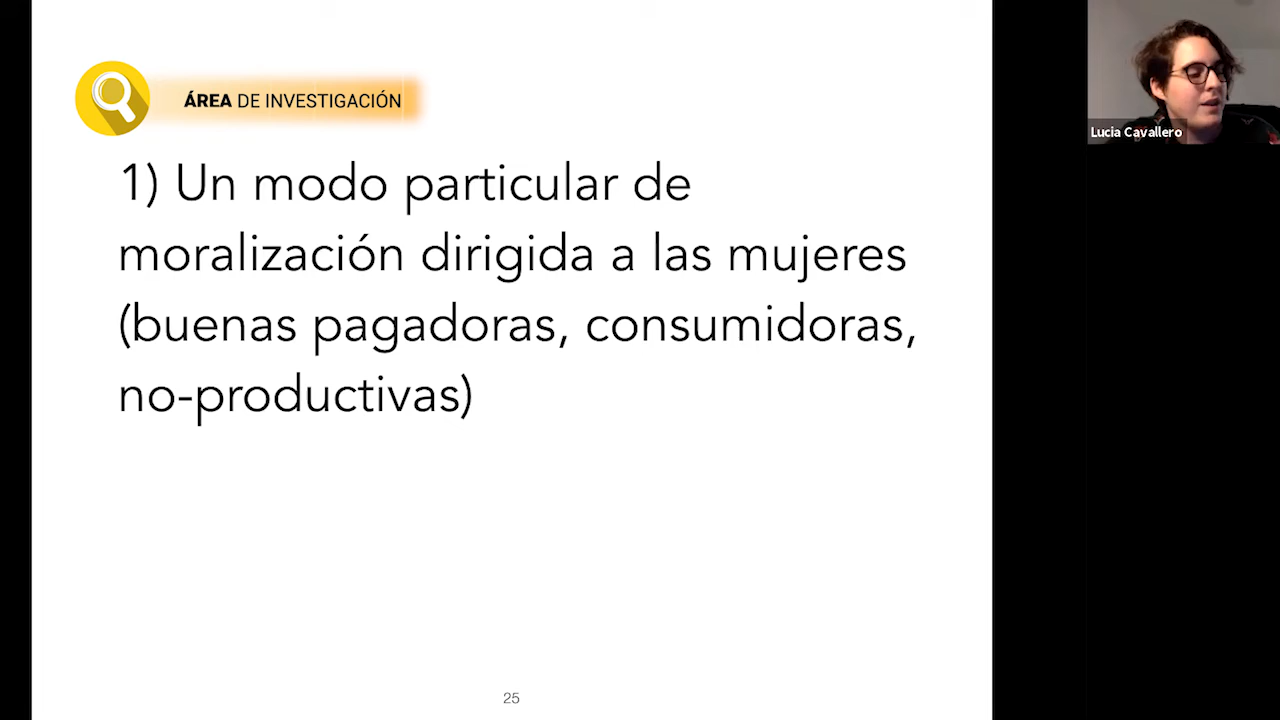 ÁREA DE INVESTIGACIÓN
1) Un modo particular de
moralización dirigida a las mujeres
(buenas pagadoras, consumidoras,
no-productivas)
25
Lucia Cavallero